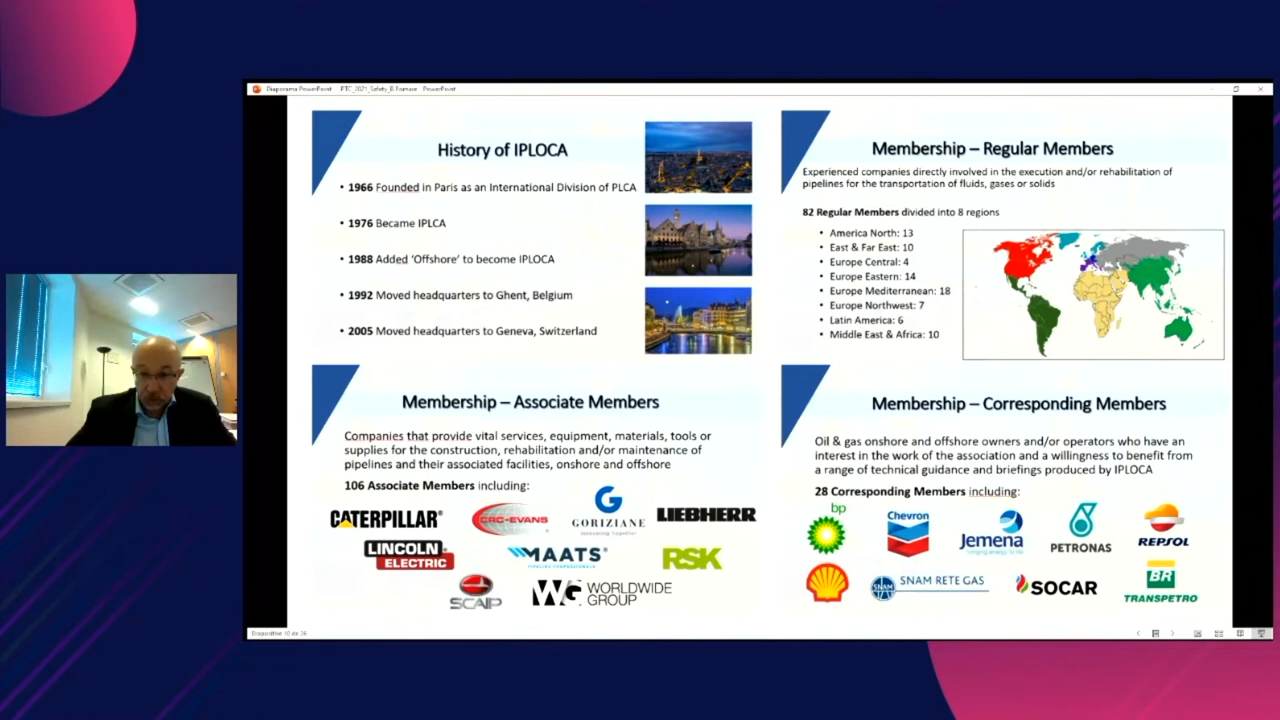 Diaporama PowerPoint
History of IPLOCA
• 1966 Founded in Paris as an International Division of PLCA
• 1976 Became IPLCA
• 1988 Added 'Offshore' to become IPLOCA
• 1992 Moved headquarters to Ghent, Belgium
• 2005 Moved headquarters to Geneva, Switzerland
Membership – Regular Members
Experienced companies directly involved in the execution and/or rehabilitation of
pipelines for the transportation of fluids, gases or solids
82 Regular Members divided into 8 regions
• America North: 13
• East & Far East: 10
• Europe Central: 4
• Europe Eastern: 14
• Europe Mediterranean: 18
• Europe Northwest: 7
• Latin America: 6
• Middle East & Africa: 10
Membership – Associate Members
Companies that provide vital services, equipment, materials, tools or
supplies for the construction, rehabilitation and/or maintenance of
pipelines and their associated facilities, onshore and offshore
106 Associate Members including:
CATERPILLAR
CRC-EVANS
G
GORIZIANE
LIEBHERR
LINCOLN
ELECTRIC
MAATS
RSK
SCAIP
WG WORLDWIDE
GROUP
Membership – Corresponding Members
Oil & gas onshore and offshore owners and/or operators who have an
interest in the work of the association and a willingness to benefit from
a range of technical guidance and briefings produced by IPLOCA
28 Corresponding Members including:
bp
Chevron
Jemena
PETRONAS
REPSOL
SNAM
SNAM RETE GAS
SOCAR
BR
TRANSPETRO